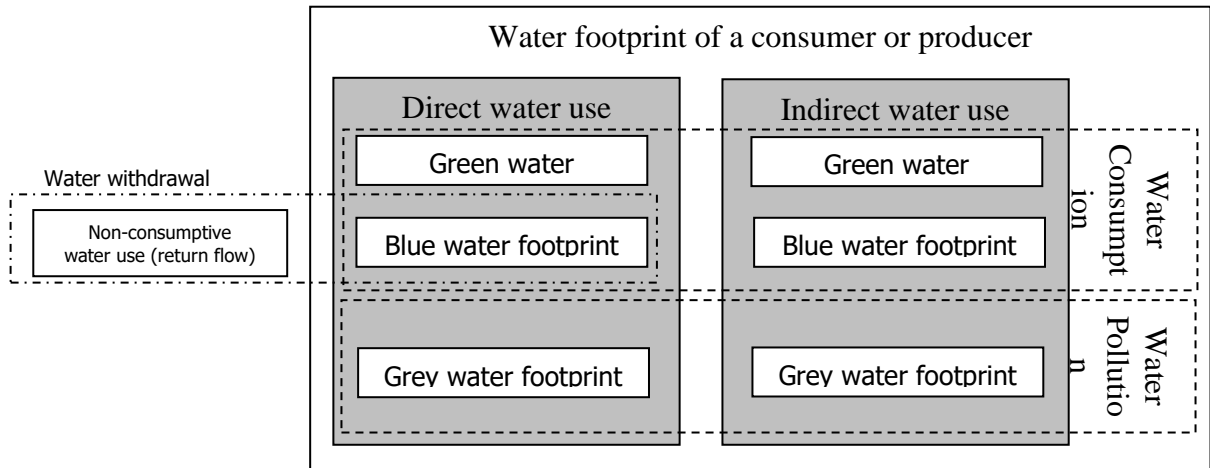 Water footprint of a consumer or producer
Direct water use
Indirect water use
Green water
Green water
Water withdrawal
Non-consumptive
water use (return flow)
Blue water footprint
Blue water footprint
Water
Consumpt
ion
Grey water footprint
Grey water footprint
Water
Pollutio
n